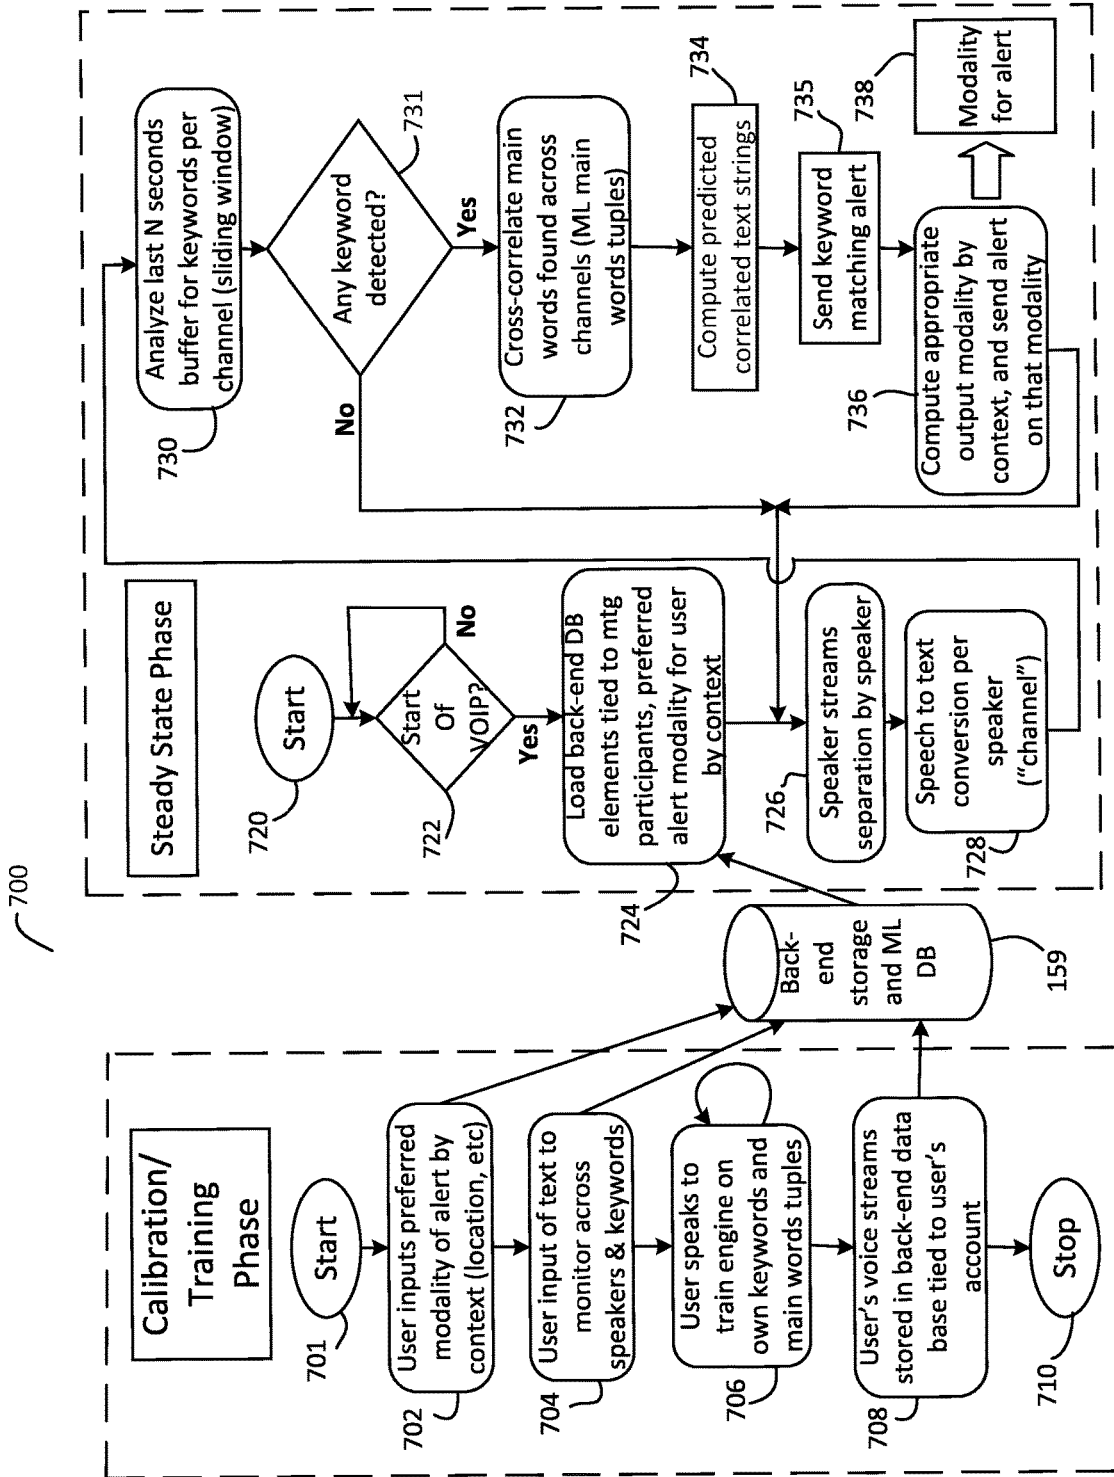 700
Calibration/
Training
Phase
Start
701
User inputs preferred
modality of alert by
context (location, etc)
702
User input of text to
monitor across
speakers & keywords
704
User speaks to
train engine on
own keywords and
main words tuples
706
User's voice streams
stored in back-end data
base tied to user's
account
708
Stop
710
Back-
end
storage
and ML
DB
159
Steady State Phase
Start
720
Start
Of
VOIP?
722
No
Yes
Load back-end DB
elements tied to mtg
participants, preferred
alert modality for user
by context
724
Speaker streams
separation by speaker
726
Speech to text
conversion per
speaker
(“channel”)
728
Analyze last N seconds
buffer for keywords per
channel (sliding window)
730
Any keyword
detected?
731
No
Yes
Cross-correlate main
words found across
channels (ML main
words tuples)
732
Compute predicted
correlated text strings
734
Send keyword
matching alert
735
Compute appropriate
output modality by
context, and send alert
on that modality
736
Modality
for alert
738